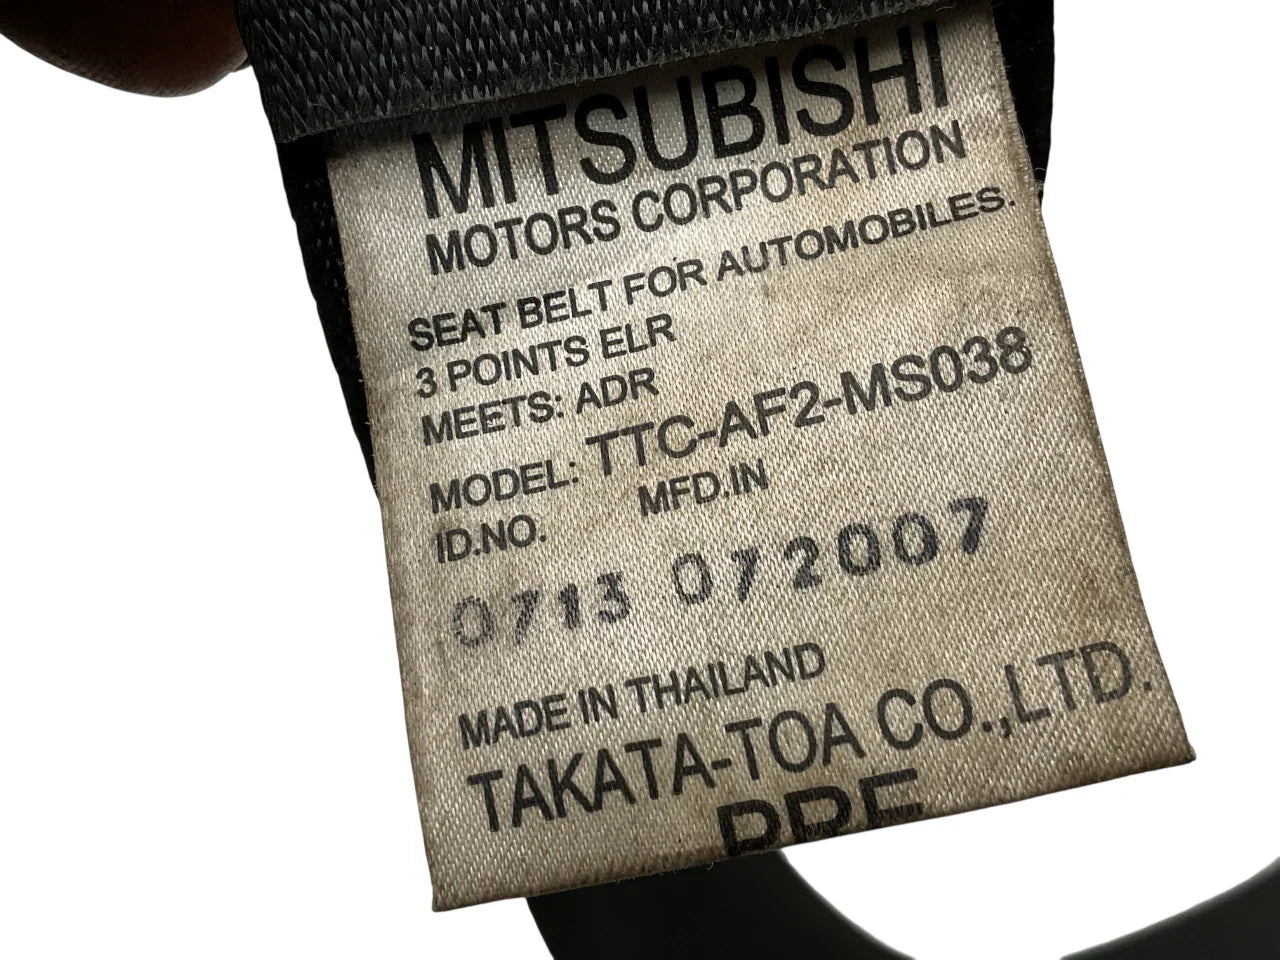 MITSUBISHI
MOTORS CORPORATION
SEAT BELT FOR AUTOMOBILES.
3 POINTS ELR
MEETS: ADR
MODEL: TTC-AF2-MS038
ID.NO. MFD.IN
0713 072007
MADE IN THAILAND
TAKATA-TOA CO.,LTD.